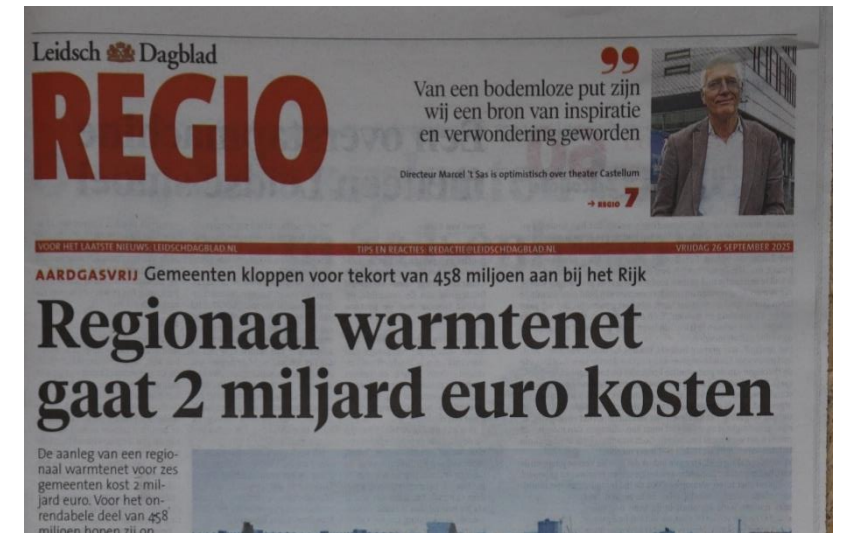 Leidsch Dagblad
REGIO
”
Van een bodemloze put zijn
wij een bron van inspiratie
en verwondering geworden
Directeur Marcel 't Sas is optimistisch over theater Castellum
→ REGIO 7
VOOR HET LAATSTE NIEUWS: LEIDSCHDAGBLAD.NL TIPS EN REACTIES: REDACTIE@LEIDSCHDAGBLAD.NL VRIJDAG 26 SEPTEMBER 2025
AARDGASVRIJ Gemeenten kloppen voor tekort van 458 miljoen aan bij het Rijk
Regionaal warmtenet
gaat 2 miljard euro kosten
De aanleg van een regio-
naal warmtenet voor zes
gemeenten kost 2 mil-
jard euro. Voor het on-
rendabele deel van 458
miljoen hopen zij op